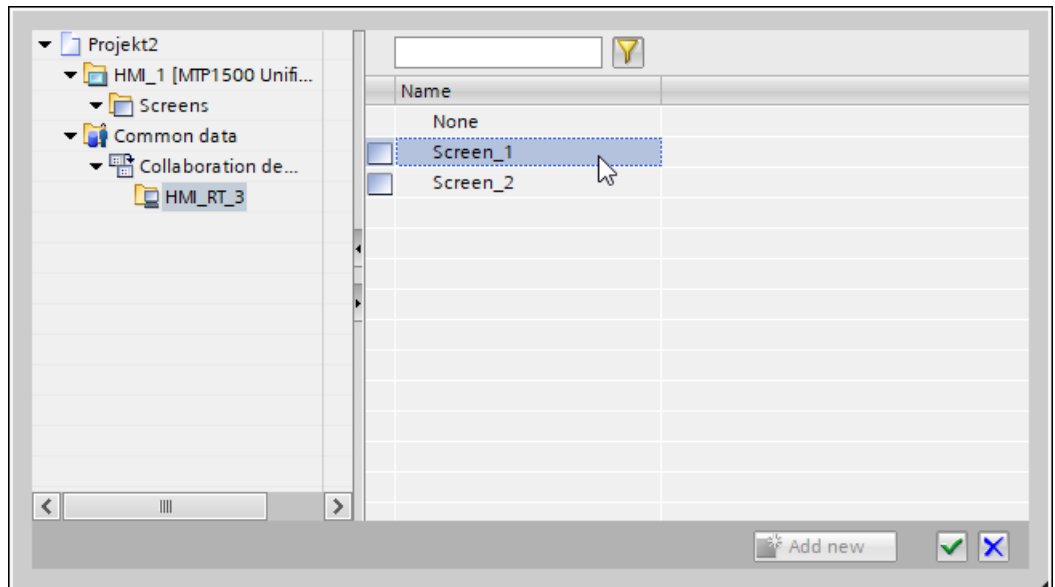 Projekt2
HMI_1 [MTP1500 Unifi...
Screens
Common data
Collaboration de...
HMI_RT_3
Name
None
Screen_1
Screen_2
Add new